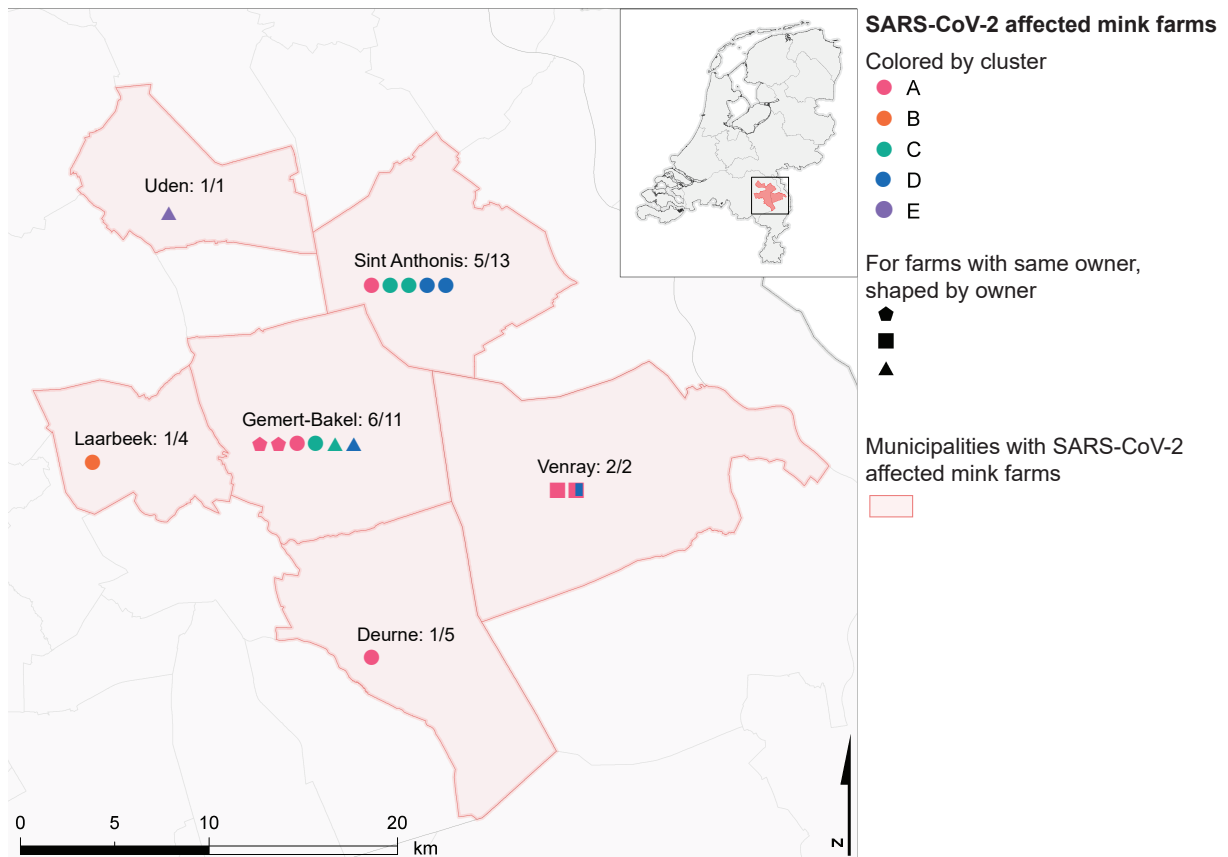 SARS-CoV-2 affected mink farms
Colored by cluster
A
B
C
D
E
For farms with same owner,
shaped by owner
Municipalities with SARS-CoV-2
affected mink farms
Uden: 1/1
Sint Anthonis: 5/13
Gemert-Bakel: 6/11
Laarbeek: 1/4
Venray: 2/2
Deurne: 1/5
0 5 10 20
km
N